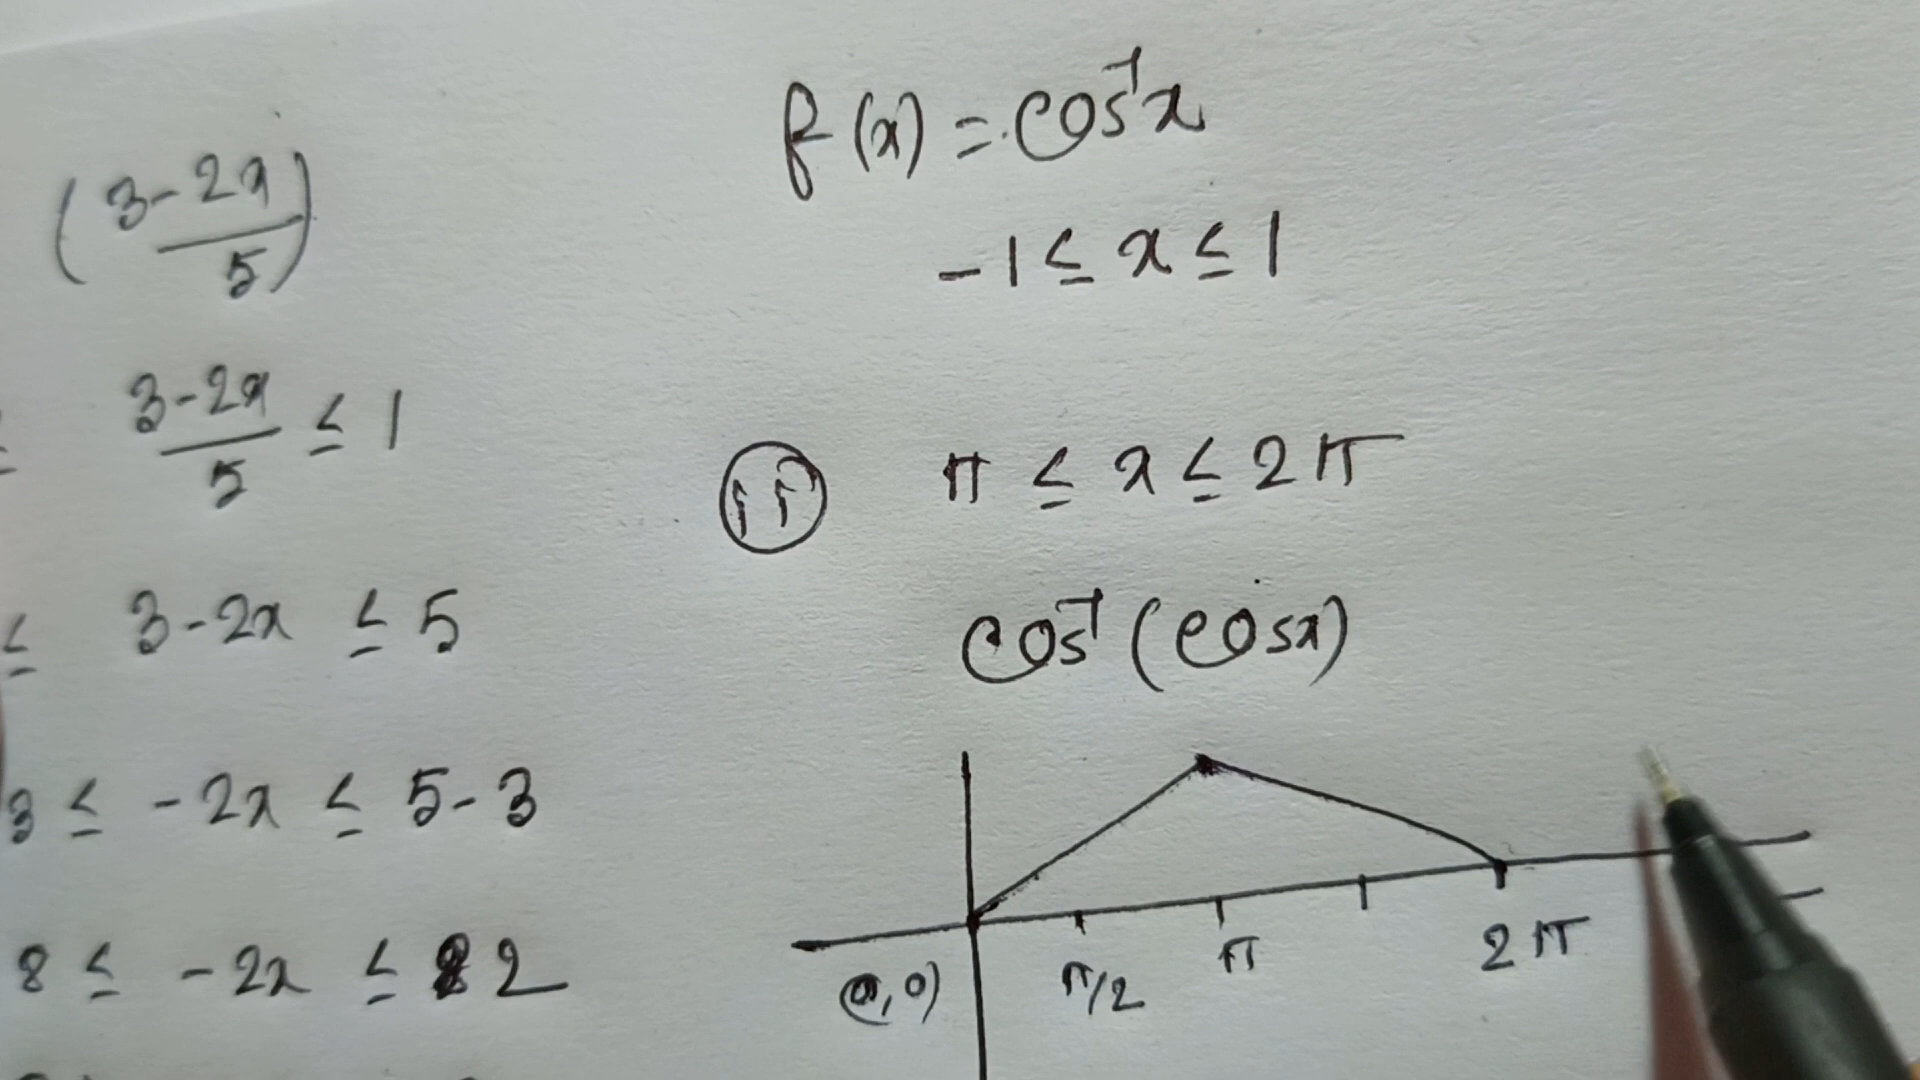 (3-2x/5)
3-2x/5 ≤ 1
≤ 3-2x ≤ 5
3 ≤ -2x ≤ 5-3
8 ≤ -2x ≤ 2
f(x) = cos⁻¹x
-1 ≤ x ≤ 1
(ii) π ≤ x ≤ 2π
cos⁻¹(cosx)
(0,0) π/2 π 2π